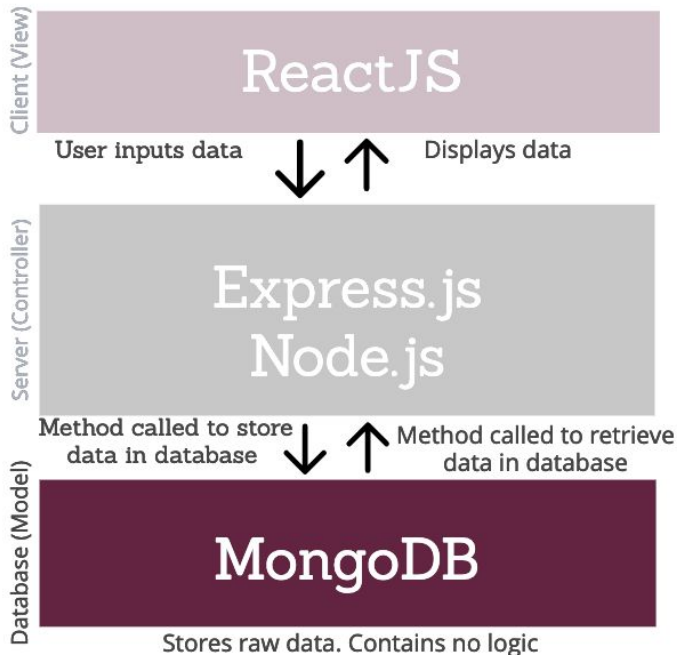 Client (View)
ReactJS
User inputs data
Displays data
Server (Controller)
Express.js
Node.js
Method called to store
data in database
Method called to retrieve
data in database
Database (Model)
MongoDB
Stores raw data. Contains no logic